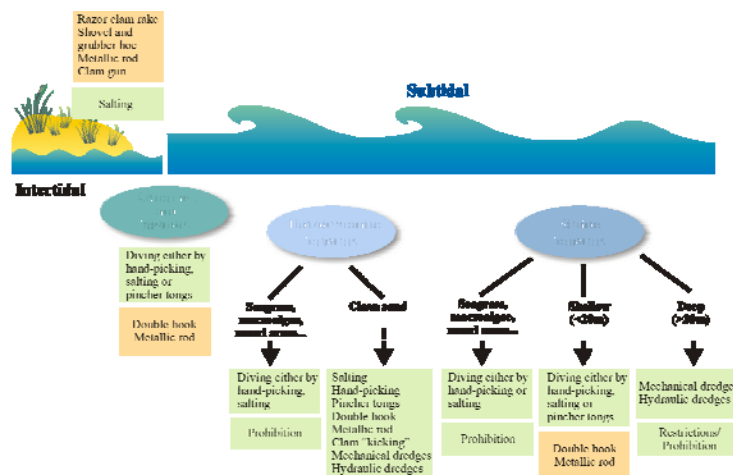 Razor clam rake
Shovel and
grubber hoe
Metallic rod
Clam gun
Salting
Subtidal
Intertidal
Diving either by
hand-picking,
salting or
pincher tongs
Double hook
Metallic rod
Seagrass,
macroalgae,
Clean sand
Seagrass,
macroalgae,
Shallow
(<20m)
Deep
(>20m)
Diving either by
hand-picking,
salting
Prohibition
Salting
Hand-picking
Pincher tongs
Double hook
Metallic rod
Clam "kicking"
Mechanical dredges
Hydraulic dredges
Diving either by
hand-picking or
salting
Prohibition
Diving either by
hand-picking,
salting or
pincher tongs
Double hook
Metallic rod
Mechanical dredges
Hydraulic dredges
Restrictions/
Prohibition